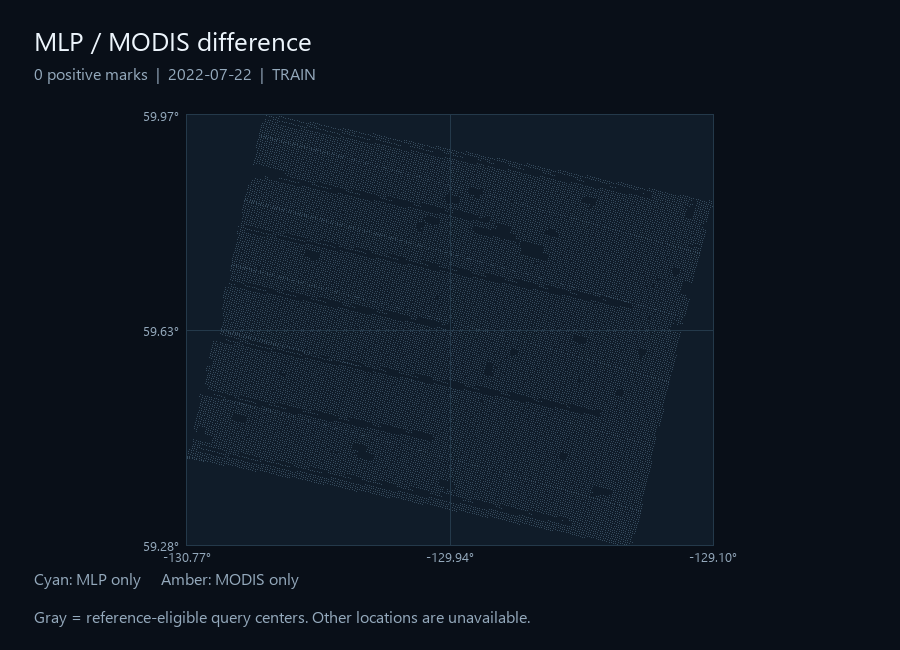 MLP / MODIS difference
0 positive marks | 2022-07-22 | TRAIN
59.97°
59.63°
59.28°
-130.77° -129.94° -129.10°
Cyan: MLP only Amber: MODIS only
Gray = reference-eligible query centers. Other locations are unavailable.